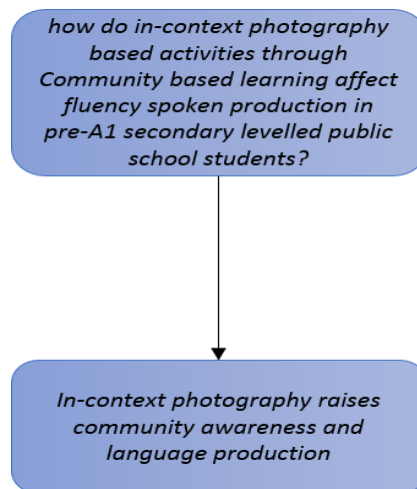 how do in-context photography
based activities through
Community based learning affect
fluency spoken production in
pre-A1 secondary levelled public
school students?
In-context photography raises
community awareness and
language production